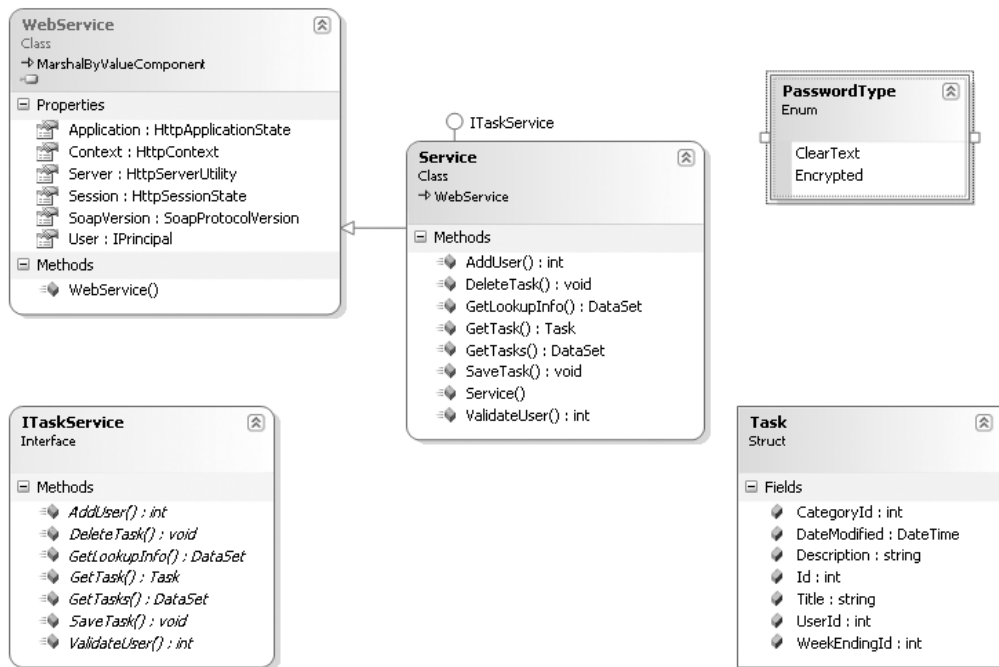 WebService
Class
MarshalByValueComponent
Properties
Application : HttpApplicationState
Context : HttpContext
Server : HttpServerUtility
Session : HttpSessionState
SoapVersion : SoapProtocolVersion
User : IPrincipal
Methods
WebService()
ITaskService
Service
Class
WebService
Methods
AddUser() : int
DeleteTask() : void
GetLookupInfo() : DataSet
GetTask() : Task
GetTasks() : DataSet
SaveTask() : void
Service()
ValidateUser() : int
PasswordType
Enum
ClearText
Encrypted
ITaskService
Interface
Methods
AddUser() : int
DeleteTask() : void
GetLookupInfo() : DataSet
GetTask() : Task
GetTasks() : DataSet
SaveTask() : void
ValidateUser() : int
Task
Struct
Fields
CategoryId : int
DateModified : DateTime
Description : string
Id : int
Title : string
UserId : int
WeekEndingId : int